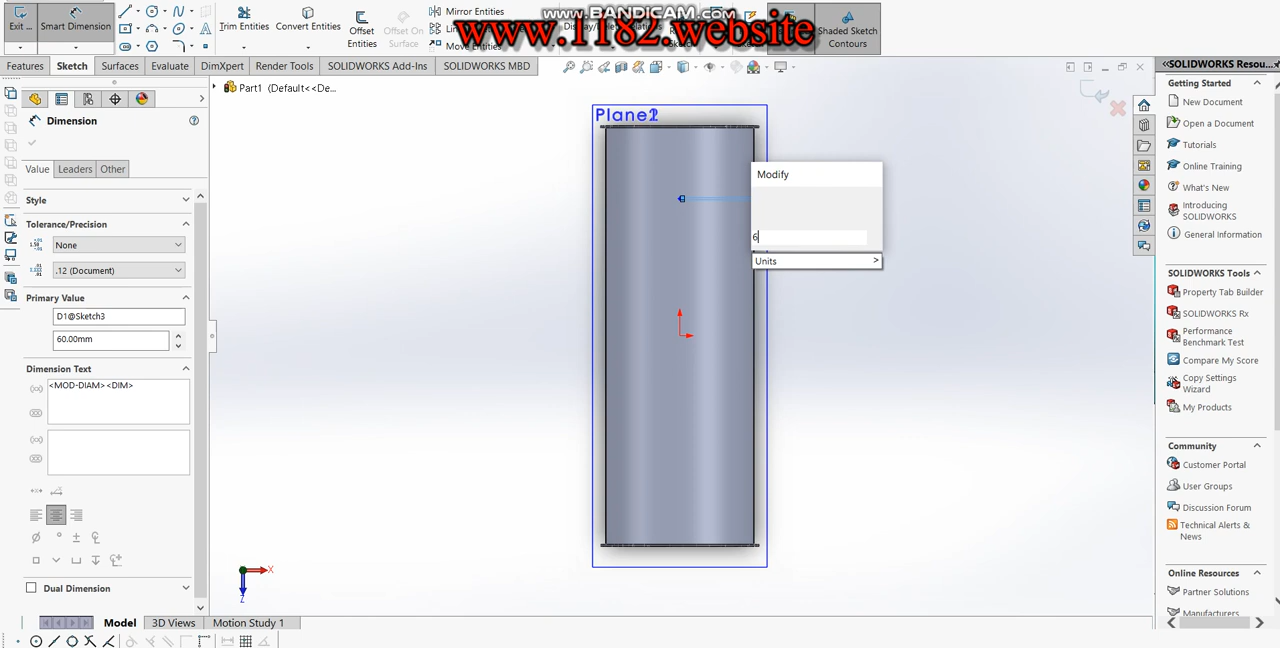 www.BANDICAM.com
www.1182.website
Exit ...
Smart Dimension
Trim Entities
Convert Entities
Offset
Entities
Offset On
Surface
Mirror Entities
Move Entities
Shaded Sketch
Contours
Features
Sketch
Surfaces
Evaluate
DimXpert
Render Tools
SOLIDWORKS Add-Ins
SOLIDWORKS MBD
Part1 (Default<<De...
Dimension
Value
Leaders
Other
Style
Tolerance/Precision
None
.12 (Document)
Primary Value
D1@Sketch3
60.00mm
Dimension Text
<MOD-DIAM><DIM>
Dual Dimension
Modify
6
Units
X
Z
Model
3D Views
Motion Study 1
SOLIDWORKS Resou...
Getting Started
New Document
Open a Document
Tutorials
Online Training
What's New
Introducing
SOLIDWORKS
General Information
SOLIDWORKS Tools
Property Tab Builder
SOLIDWORKS Rx
Performance
Benchmark Test
Compare My Score
Copy Settings
Wizard
My Products
Community
Customer Portal
User Groups
Discussion Forum
Technical Alerts &
News
Online Resources
Partner Solutions
Manufacturers